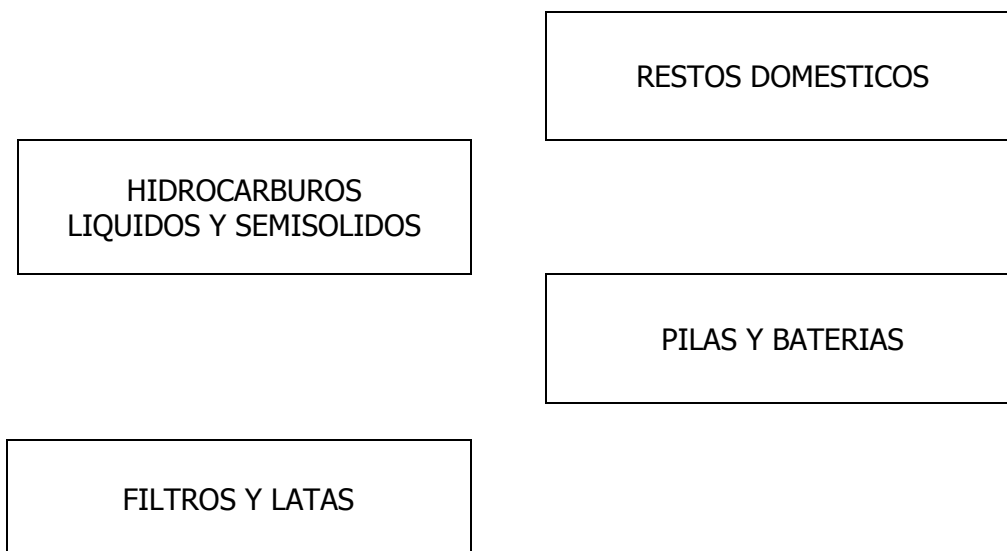 RESTOS DOMESTICOS
HIDROCARBUROS
LIQUIDOS Y SEMISOLIDOS
PILAS Y BATERIAS
FILTROS Y LATAS